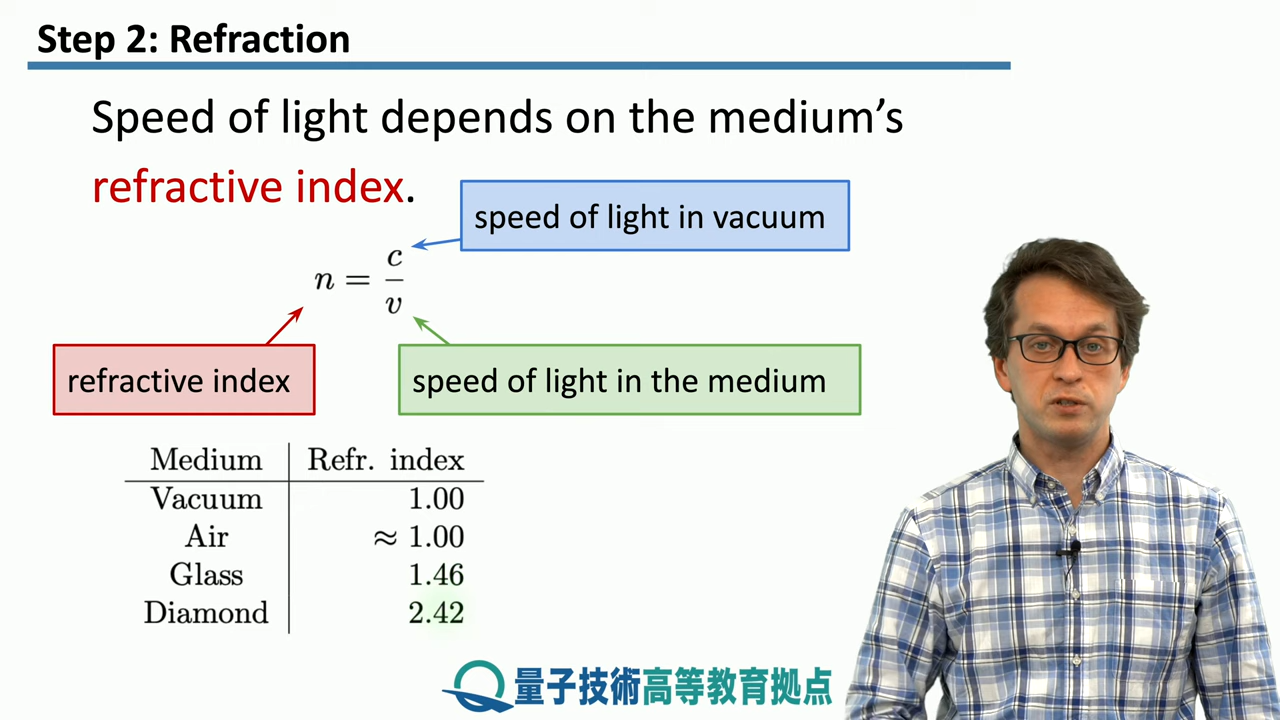 Step 2: Refraction
Speed of light depends on the medium’s
refractive index.
speed of light in vacuum
n = c/v
refractive index
speed of light in the medium
Medium Refr. index
Vacuum 1.00
Air ≈ 1.00
Glass 1.46
Diamond 2.42
量子技術高等教育拠点